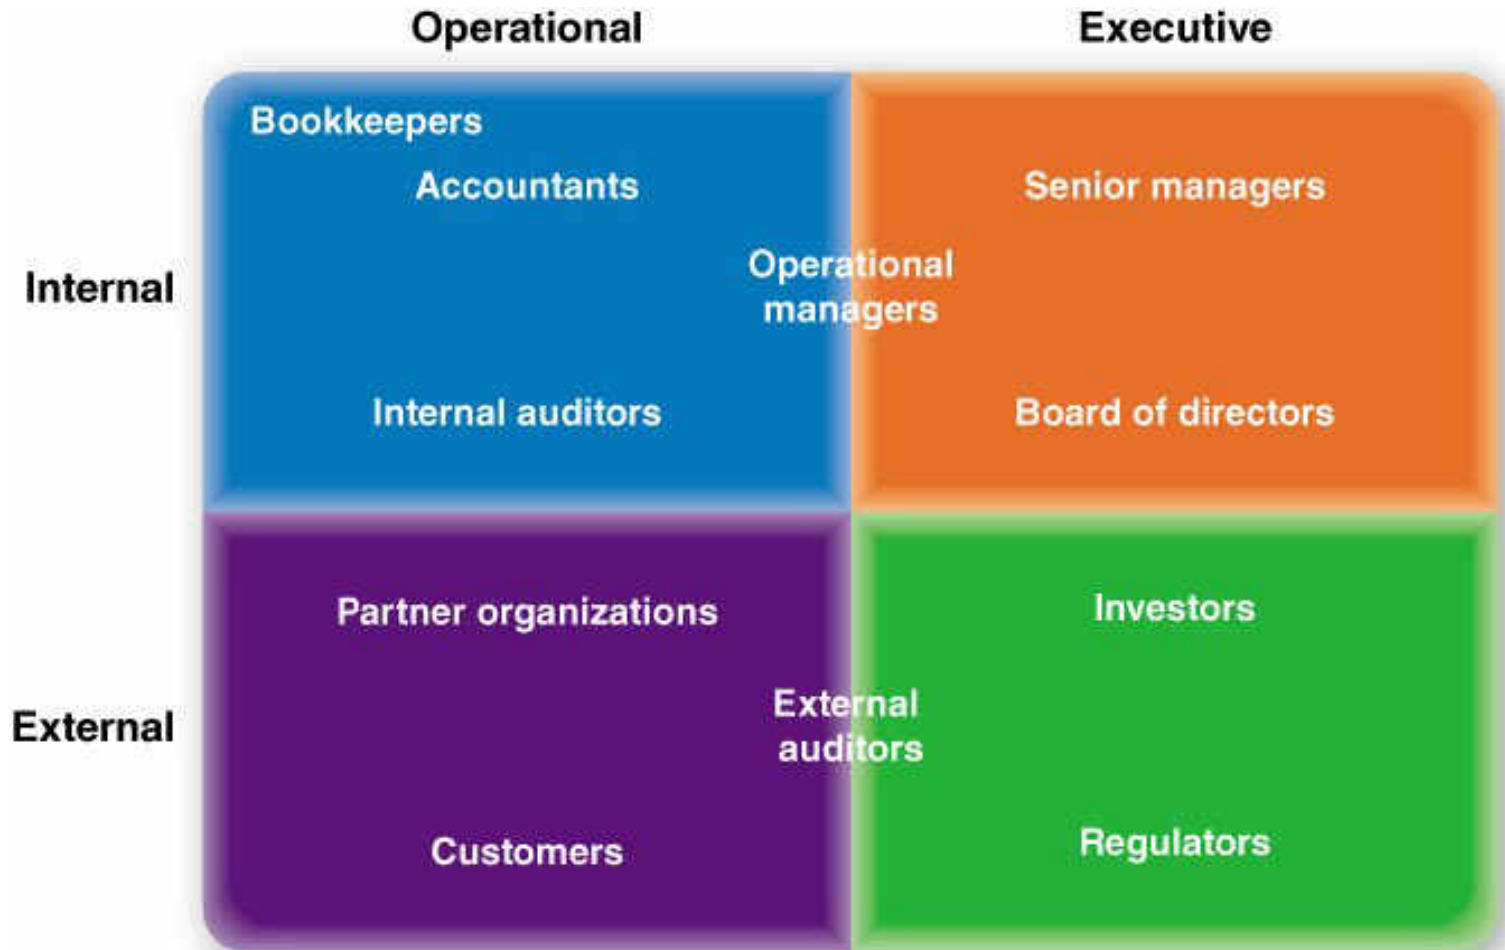 Operational
Executive
Bookkeepers
Accountants
Senior managers
Internal
Operational
managers
Internal auditors
Board of directors
Partner organizations
Investors
External
External
auditors
Customers
Regulators